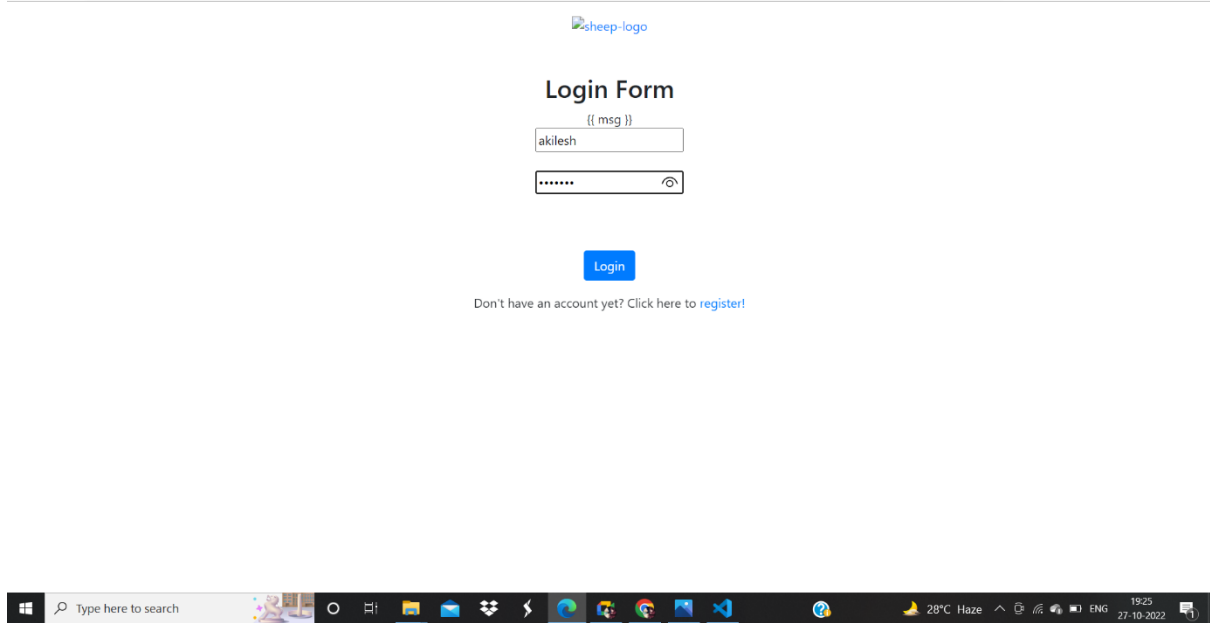 sheep-logo
Login Form
{{ msg }}
akilesh
•••••••
Login
Don't have an account yet? Click here to register!
Type here to search
28°C Haze
ENG
19:25
27-10-2022
1